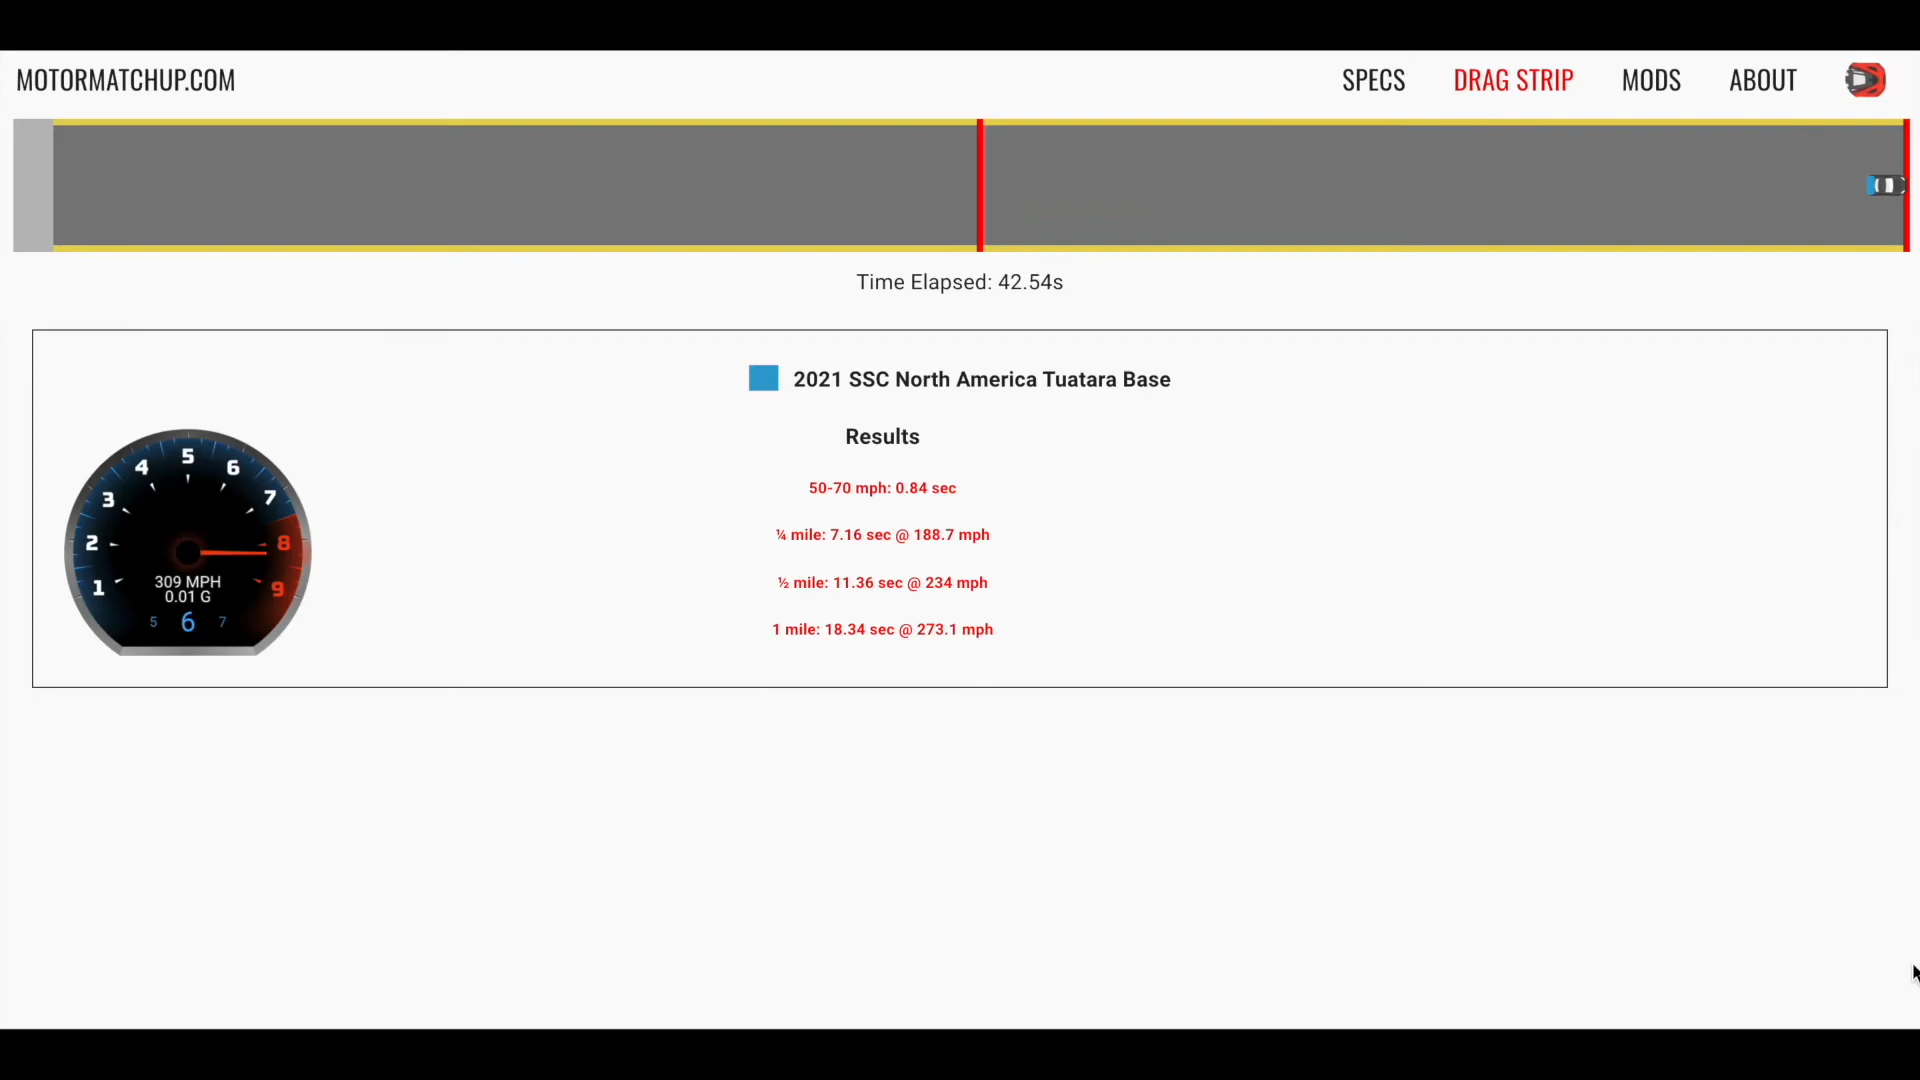 MOTORMATCHUP.COM
SPECS
DRAG STRIP
MODS
ABOUT
Time Elapsed: 42.54s
2021 SSC North America Tuatara Base
Results
50-70 mph: 0.84 sec
¼ mile: 7.16 sec @ 188.7 mph
½ mile: 11.36 sec @ 234 mph
1 mile: 18.34 sec @ 273.1 mph
1 2 3 4 5 6 7 8 9
309 MPH
0.01 G
5 6 7